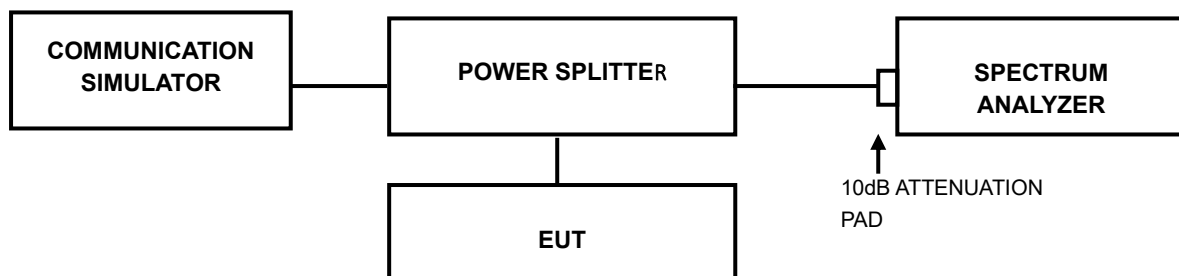 COMMUNICATION
SIMULATOR
POWER SPLITTER
SPECTRUM
ANALYZER
10dB ATTENUATION
PAD
EUT